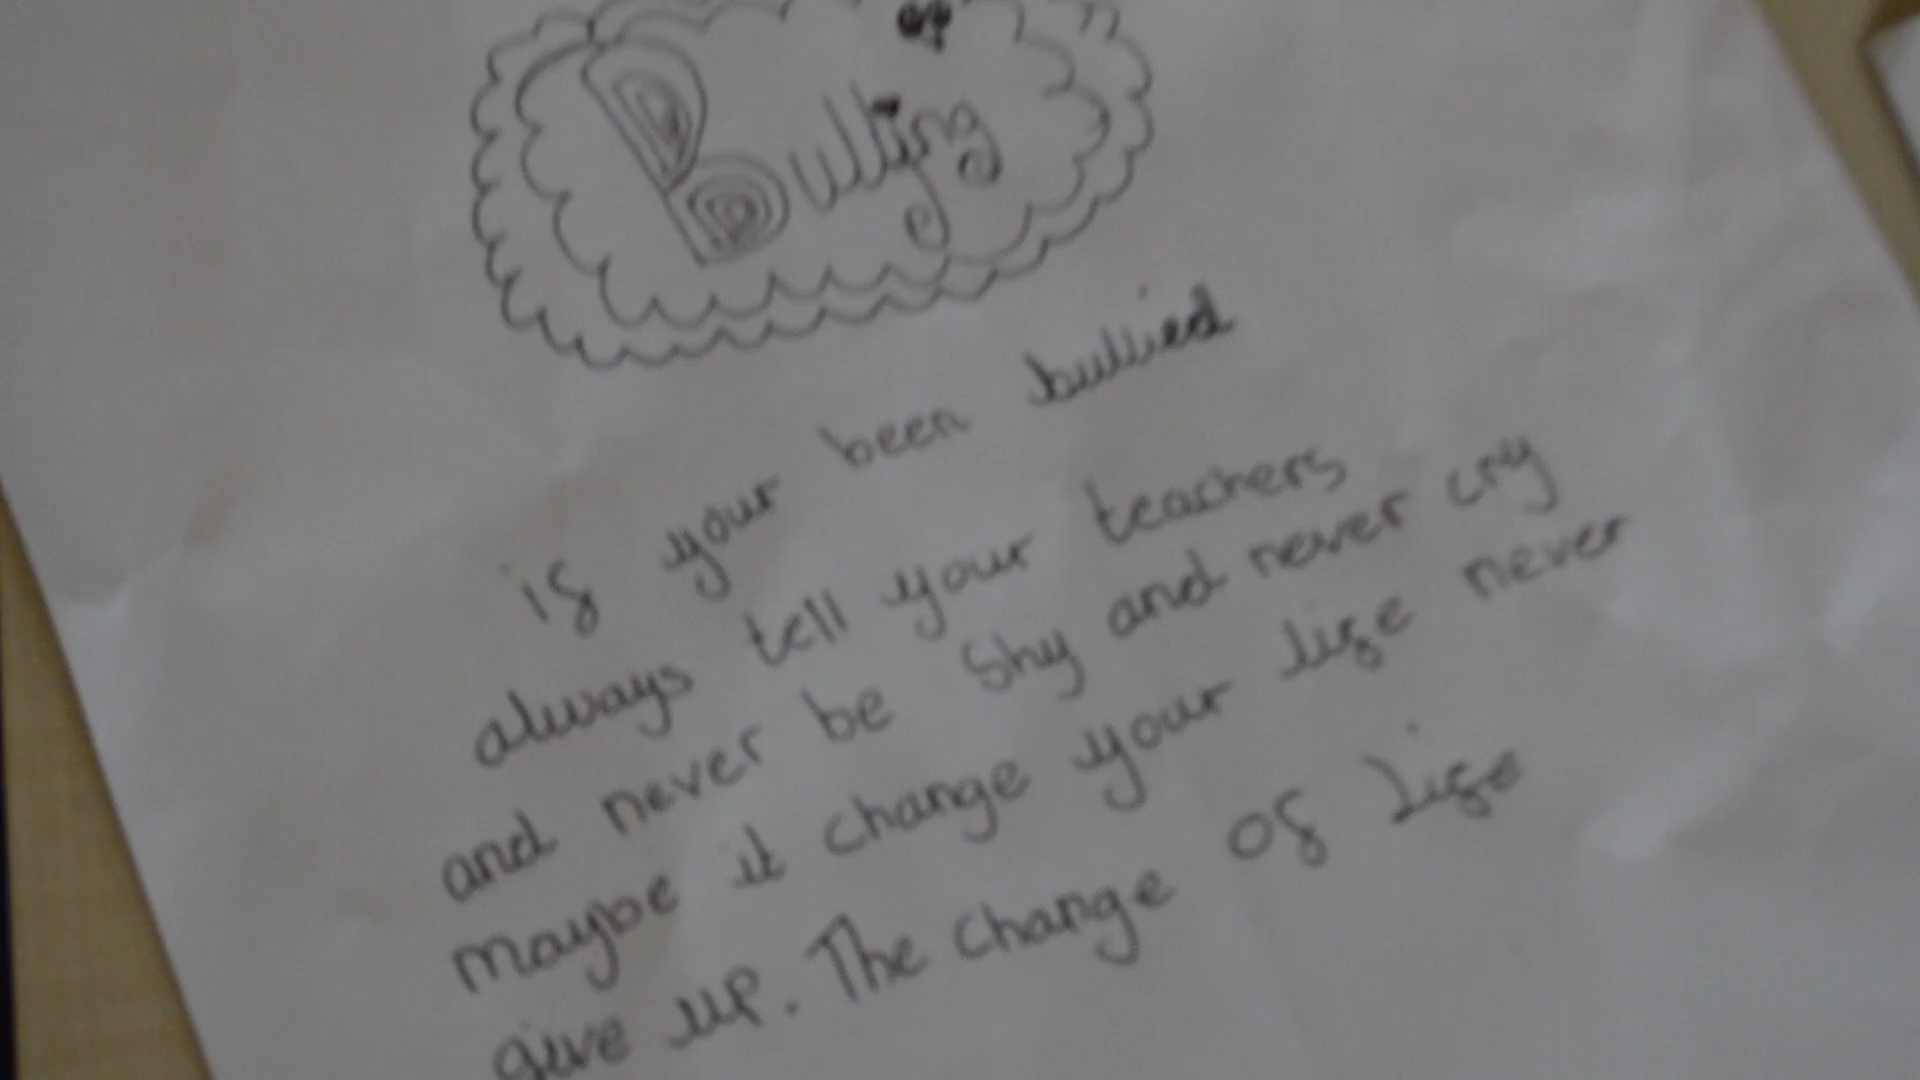 Bullying
if your been bullied
always tell your teachers
and never be shy and never cry
maybe it change your life never
give up. The change of life